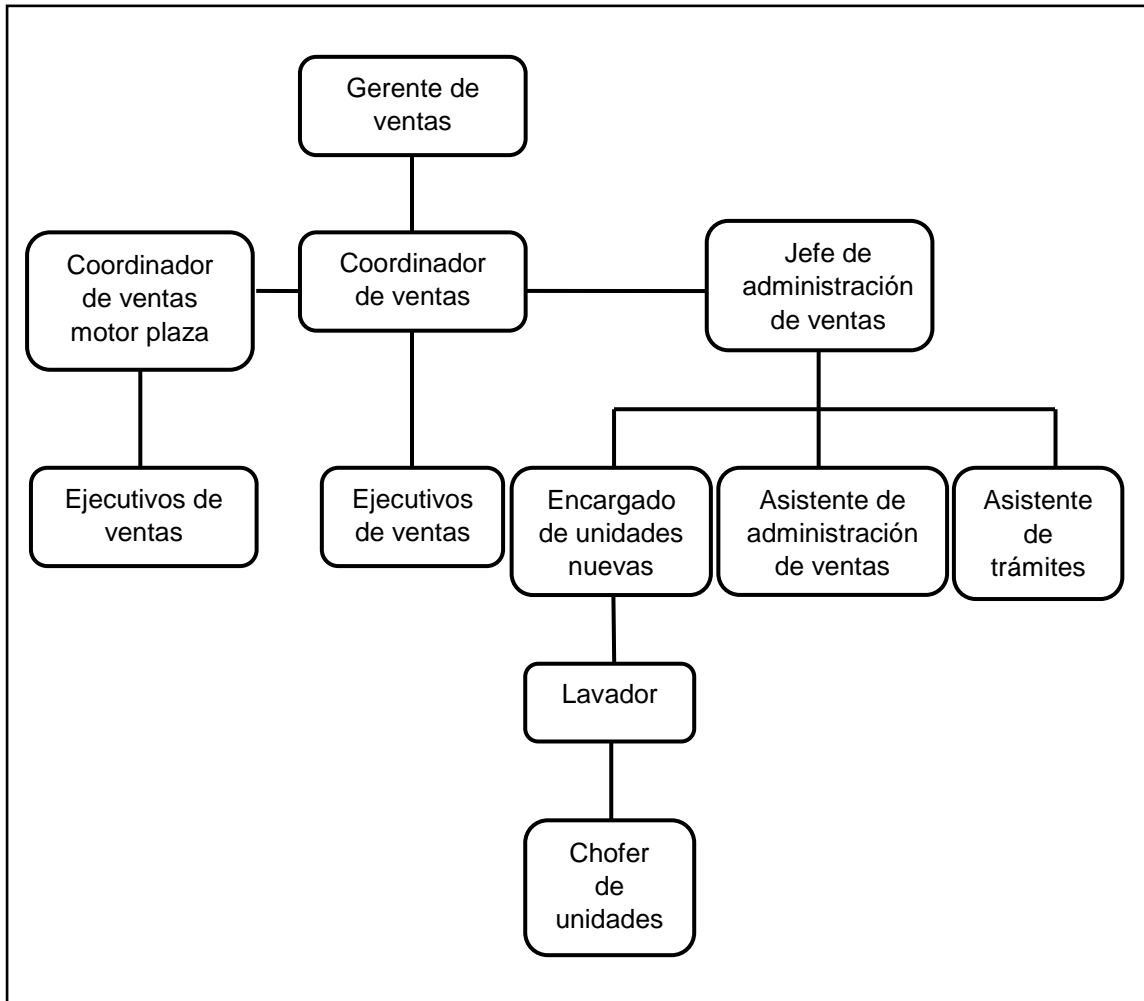 Gerente de
ventas
Coordinador
de ventas
motor plaza
Coordinador
de ventas
Jefe de
administración
de ventas
Ejecutivos de
ventas
Ejecutivos
de ventas
Encargado
de unidades
nuevas
Asistente de
administración
de ventas
Asistente
de
trámites
Lavador
Chofer
de
unidades